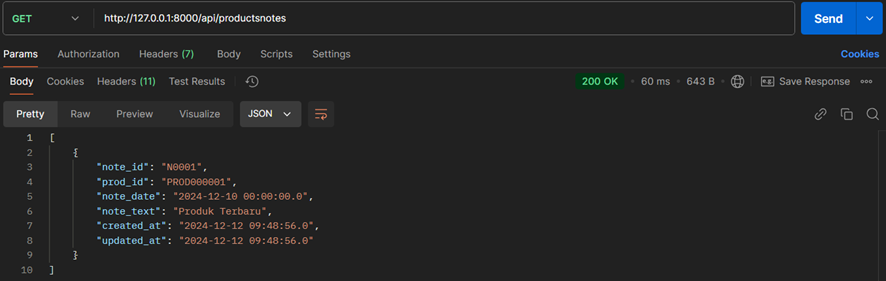 GET http://127.0.0.1:8000/api/productsnotes Send
Params Authorization Headers (7) Body Scripts Settings Cookies
Body Cookies Headers (11) Test Results 200 OK • 60 ms • 643 B • e.g. Save Response
Pretty Raw Preview Visualize JSON
1 [
2 {
3 "note_id": "N0001",
4 "prod_id": "PROD000001",
5 "note_date": "2024-12-10 00:00:00.0",
6 "note_text": "Produk Terbaru",
7 "created_at": "2024-12-12 09:48:56.0",
8 "updated_at": "2024-12-12 09:48:56.0"
9 }
10 ]